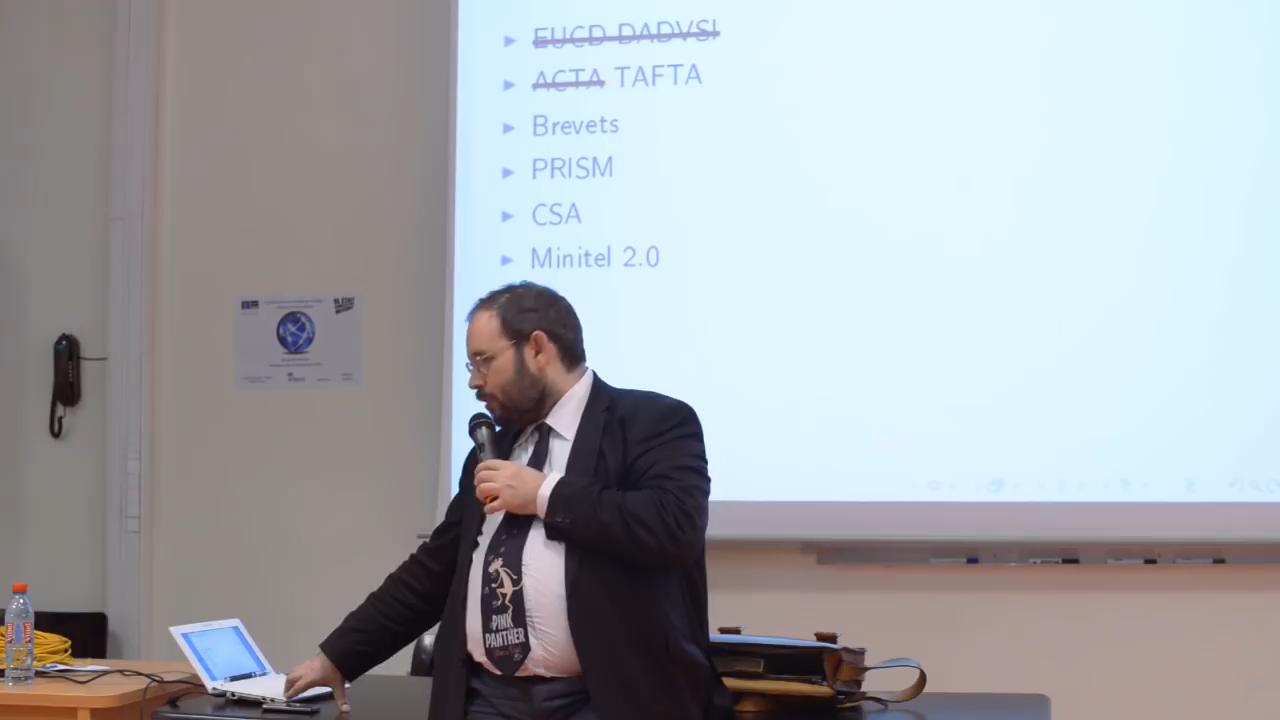 EUCD DADVSI
ACTA TAFTA
Brevets
PRISM
CSA
Minitel 2.0
PINK
PANTHER